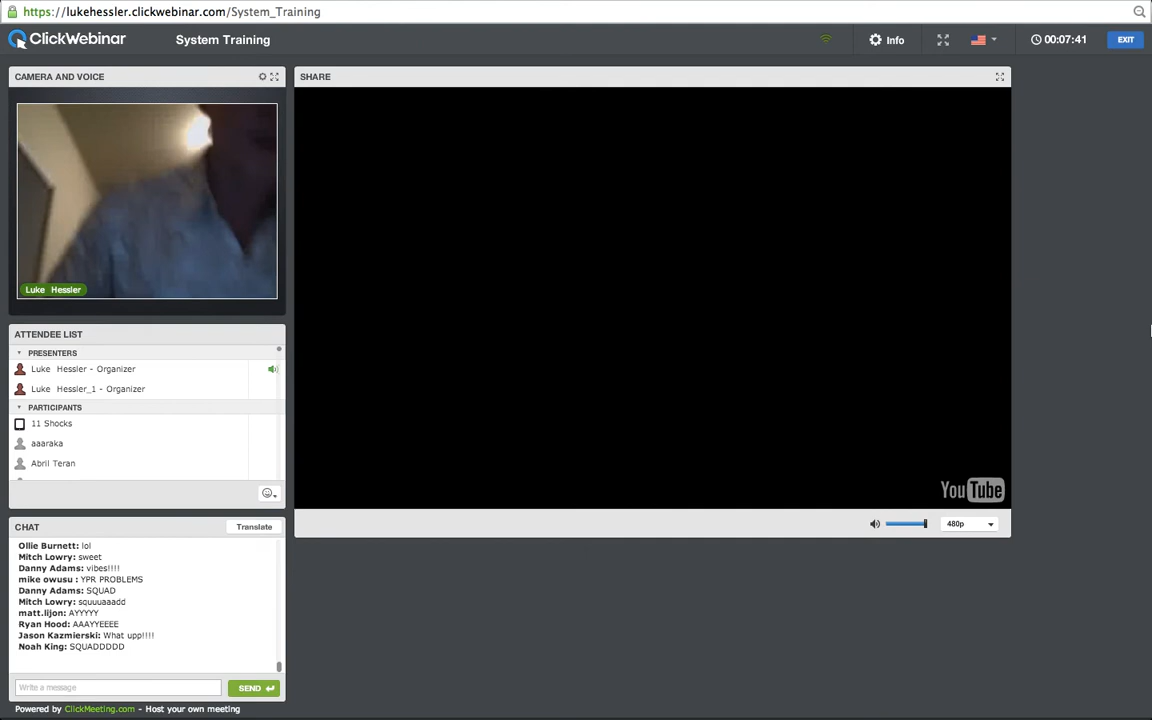 https://lukehessler.clickwebinar.com/System_Training
ClickWebinar
System Training
Info
00:07:41
EXIT
CAMERA AND VOICE
SHARE
Luke Hessler
YouTube
480p
ATTENDEE LIST
PRESENTERS
Luke Hessler - Organizer
Luke Hessler_1 - Organizer
PARTICIPANTS
11 Shocks
aaaraka
Abril Teran
CHAT
Translate
Ollie Burnett: lol
Mitch Lowry: sweet
Danny Adams: vibes!!!!
mike owusu : YPR PROBLEMS
Danny Adams: SQUAD
Mitch Lowry: squuuaaadd
matt.lijon: AYYYYY
Ryan Hood: AAAYYEEEE
Jason Kazmierski: What upp!!!!
Noah King: SQUADDDDD
Write a message
SEND
Powered by ClickMeeting.com - Host your own meeting